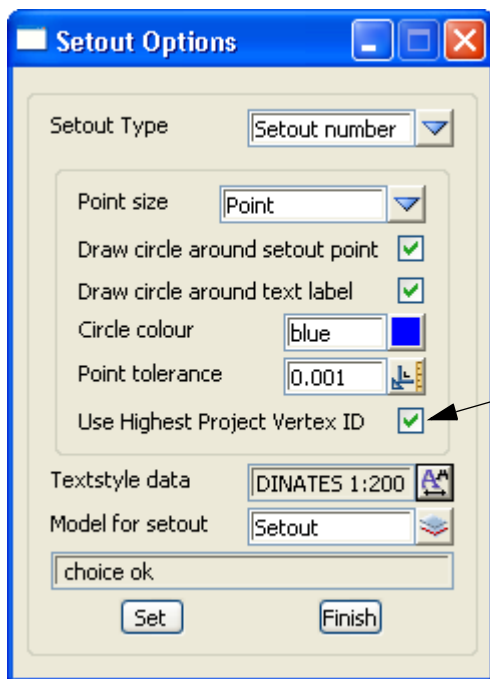 Setout Options
Setout Type Setout number
Point size Point
Draw circle around setout point
Draw circle around text label
Circle colour blue
Point tolerance 0.001
Use Highest Project Vertex ID
Textstyle data DINATES 1:200
Model for setout Setout
choice ok
Set Finish